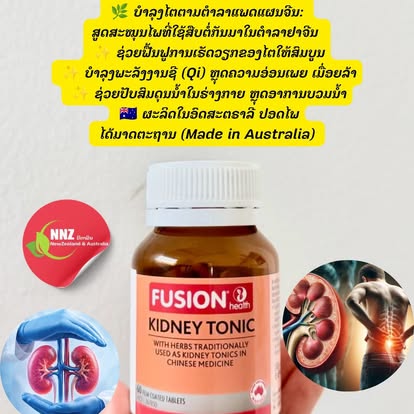 🌿 ບຳລຸງໄຕຕາມຕຳລາແພດແຜນຈີນ:
ສູດສະໝຸນໄພທີ່ໃຊ້ສືບຕໍ່ກັນມາໃນຕຳລາຢາຈີນ
✨ ຊ່ວຍຟື້ນຟູການເຮັດວຽກຂອງໄຕໃຫ້ສົມບູນ
✨ ບຳລຸງພະລັງງານຊີ (Qi) ຫຼຸດຄວາມອ່ອນເພຍ ເມື່ອຍລ້າ
✨ ຊ່ວຍປັບສົມດຸນນ້ຳໃນຮ່າງກາຍ ຫຼຸດອາການບວມນ້ຳ
🇦🇺 ຜະລິດໃນອົດສະຕຣາລີ ປອດໄພ
ໄດ້ມາດຕະຖານ (Made in Australia)
NNZ
NewZealand & Australia
FUSION
health
KIDNEY TONIC
WITH HERBS TRADITIONALLY
USED AS KIDNEY TONICS IN
CHINESE MEDICINE
60 FILM COATED TABLETS